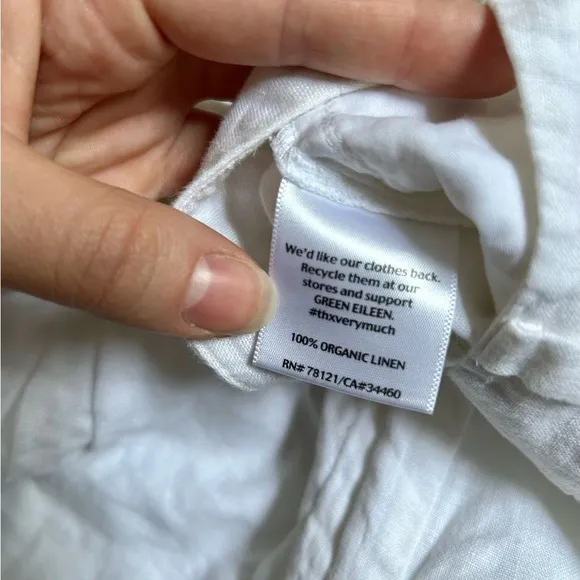 We'd like our clothes back.
Recycle them at our
stores and support
GREEN EILEEN.
#thxverymuch
100% ORGANIC LINEN
RN# 78121/CA#34460